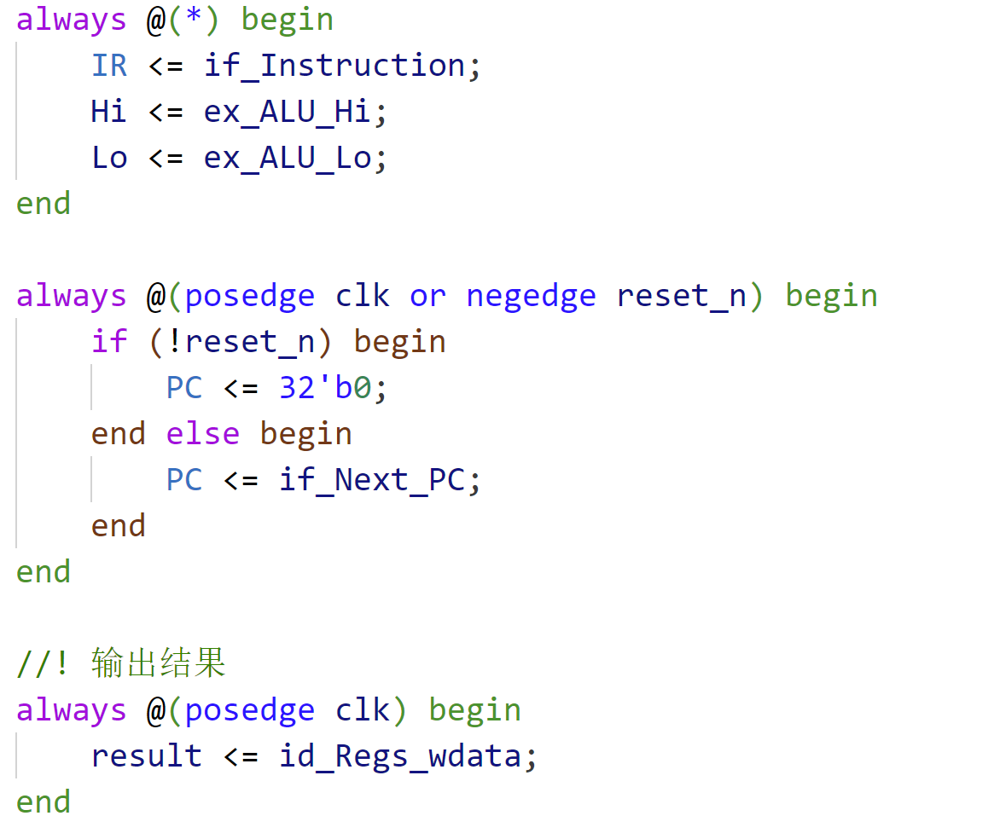 always @(*) begin
    IR <= if_Instruction;
    Hi <= ex_ALU_Hi;
    Lo <= ex_ALU_Lo;
end

always @(posedge clk or negedge reset_n) begin
    if (!reset_n) begin
        PC <= 32'b0;
    end else begin
        PC <= if_Next_PC;
    end
end

//! 输出结果
always @(posedge clk) begin
    result <= id_Regs_wdata;
end